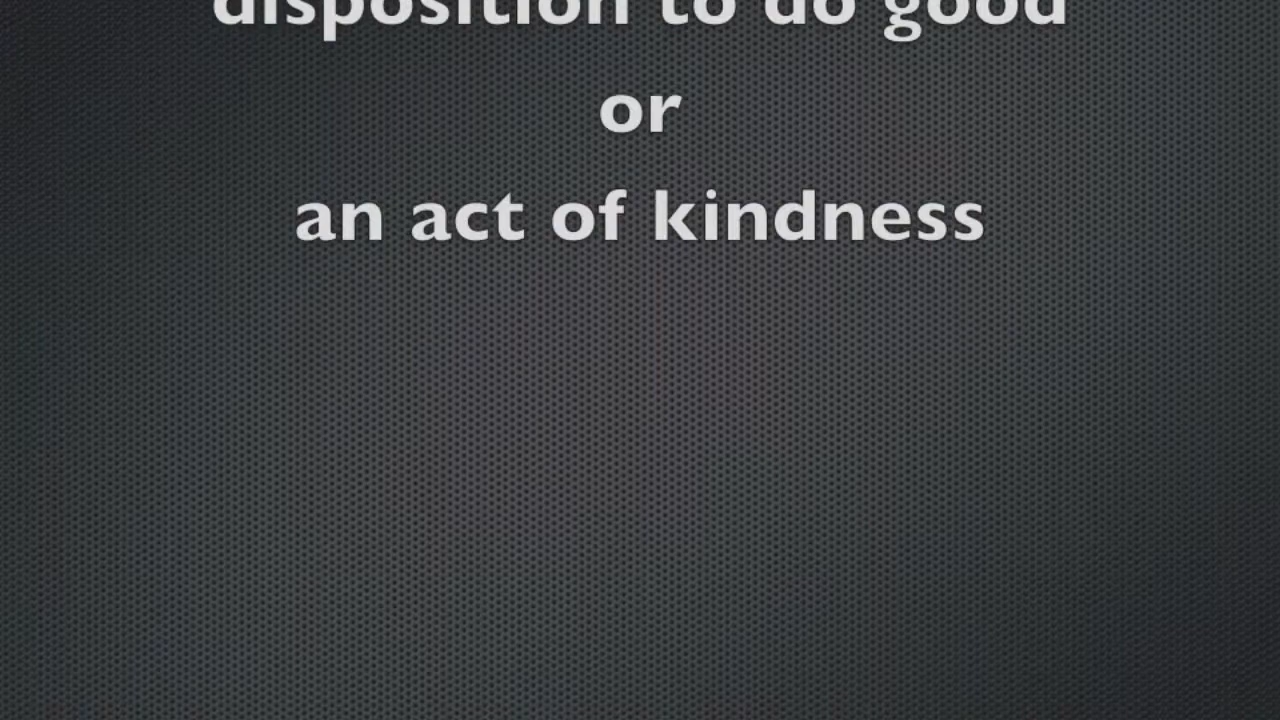 disposition to do good
or
an act of kindness